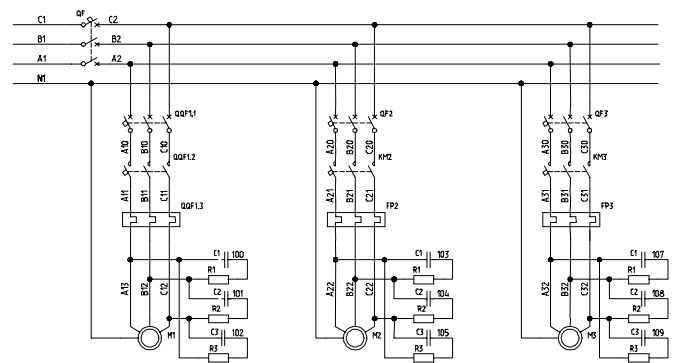 C1 QF C2
B1 B2
A1 A2
N1
QQF1.1 QF2 QF3
A10 B10 C10 A20 B20 C20 A30 B30 C30
QQF1.2 KM2 KM3
A11 B11 C11 A21 B21 C21 A31 B31 C31
QQF1.3 FP2 FP3
C1 100 C1 103 C1 107
R1 R1 R1
A13 B12 C12 A22 B22 C22 A32 B32 C32
C2 101 C2 104 C2 108
R2 R2 R2
M1 M2 M3
C3 102 C3 105 C3 109
R3 R3 R3